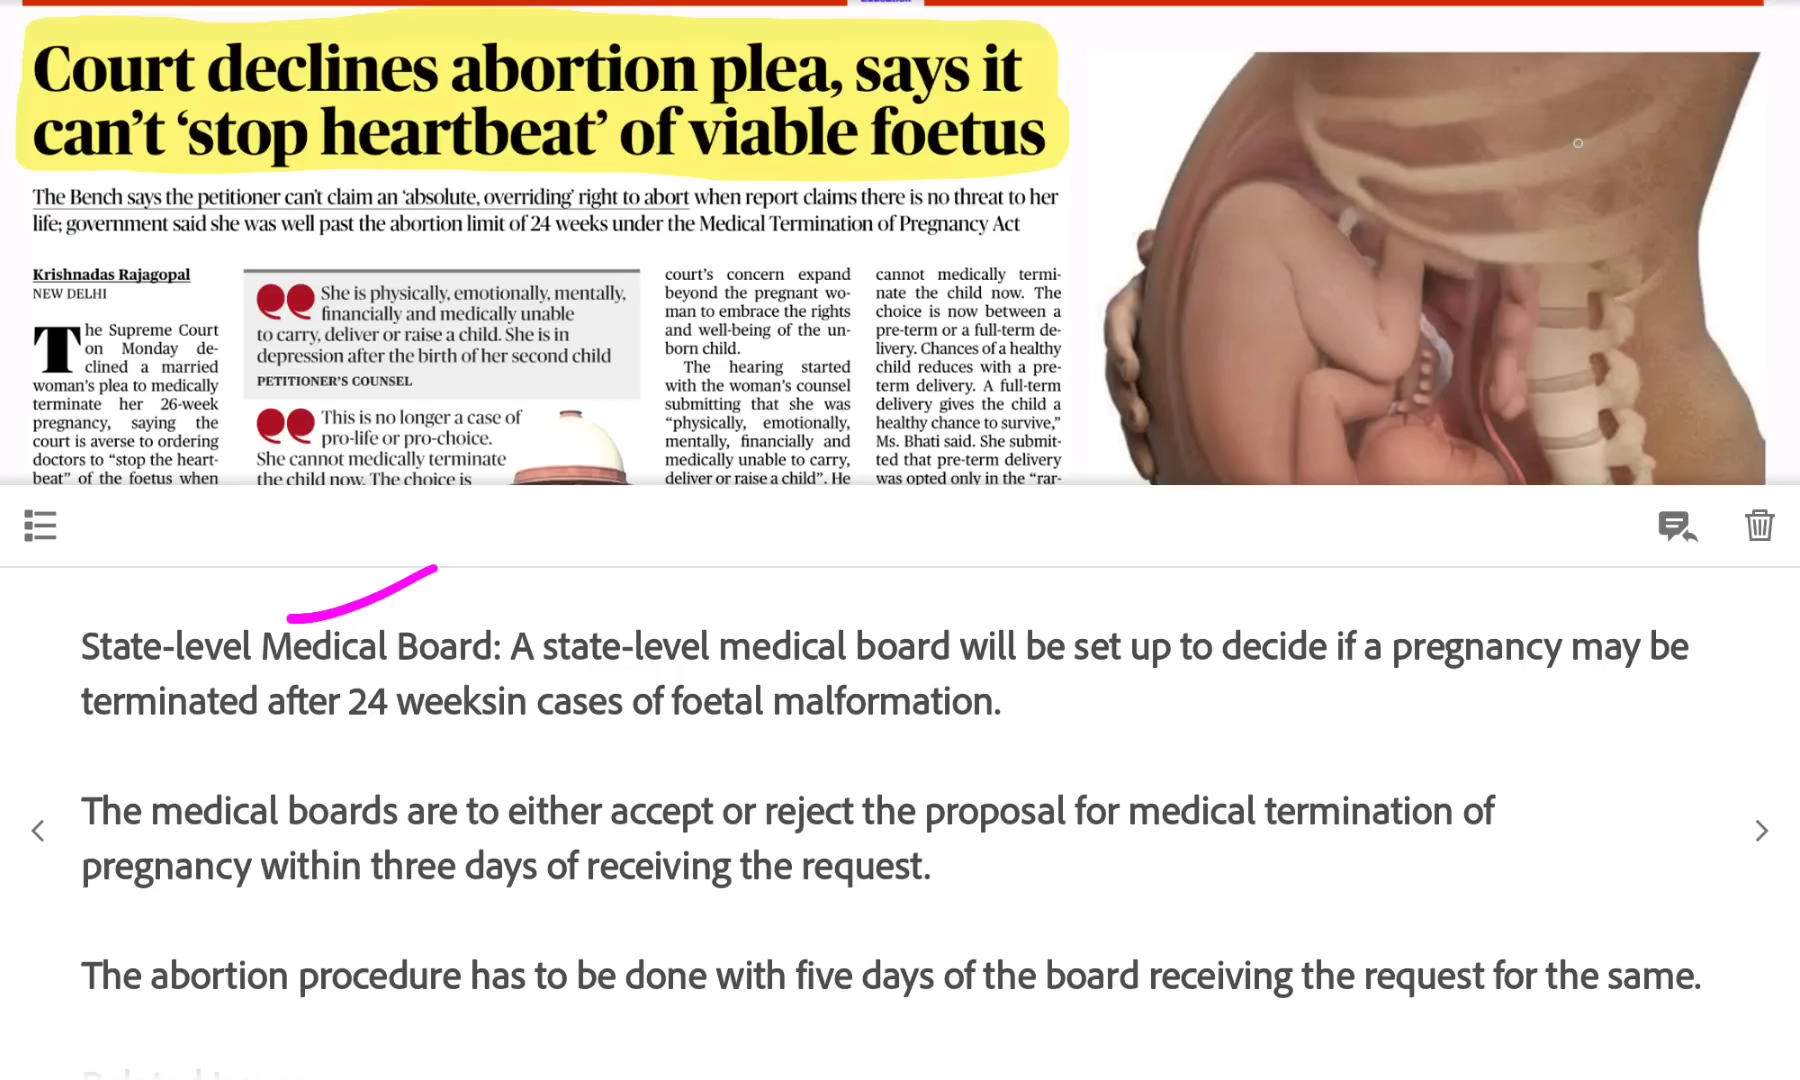 Education
Court declines abortion plea, says it
can't ‘stop heartbeat’ of viable foetus
The Bench says the petitioner can't claim an ‘absolute, overriding’ right to abort when report claims there is no threat to her
life; government said she was well past the abortion limit of 24 weeks under the Medical Termination of Pregnancy Act
Krishnadas Rajagopal
NEW DELHI
The Supreme Court
on Monday de-
clined a married
woman's plea to medically
terminate her 26-week
pregnancy, saying the
court is averse to ordering
doctors to “stop the heart-
beat” of the foetus when
She is physically, emotionally, mentally,
financially and medically unable
to carry, deliver or raise a child. She is in
depression after the birth of her second child
PETITIONER'S COUNSEL
This is no longer a case of
pro-life or pro-choice.
She cannot medically terminate
the child now. The choice is
court's concern expand
beyond the pregnant wo-
man to embrace the rights
and well-being of the un-
born child.
The hearing started
with the woman's counsel
submitting that she was
“physically, emotionally,
mentally, financially and
medically unable to carry,
deliver or raise a child”. He
cannot medically termi-
nate the child now. The
choice is now between a
pre-term or a full-term de-
livery. Chances of a healthy
child reduces with a pre-
term delivery. A full-term
delivery gives the child a
healthy chance to survive,”
Ms. Bhati said. She submit-
ted that pre-term delivery
was opted only in the “rar-
State-level Medical Board: A state-level medical board will be set up to decide if a pregnancy may be
terminated after 24 weeksin cases of foetal malformation.
The medical boards are to either accept or reject the proposal for medical termination of
pregnancy within three days of receiving the request.
The abortion procedure has to be done with five days of the board receiving the request for the same.